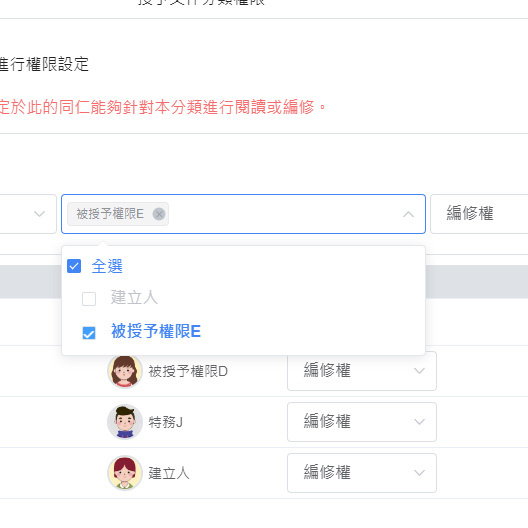 授予文件分類權限
進行權限設定
定於此的同仁能夠針對本分類進行閱讀或編修。
被授予權限E
編修權
全選
建立人
被授予權限E
被授予權限D
編修權
特務J
編修權
建立人
編修權